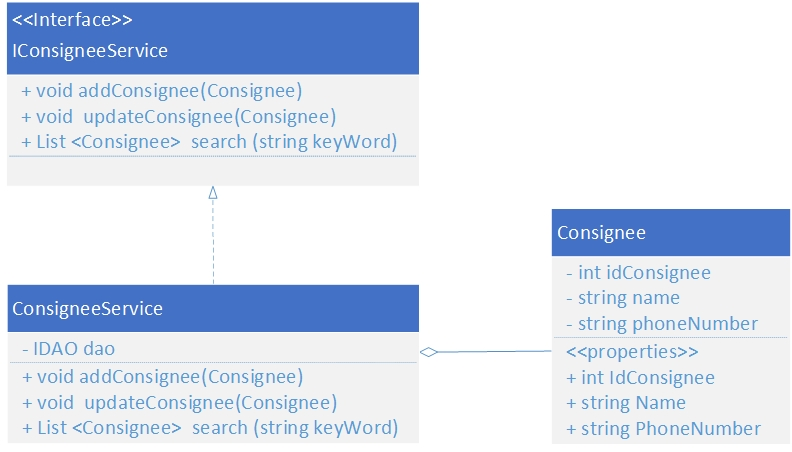 <<Interface>>
IConsigneeService
+ void addConsignee(Consignee)
+ void  updateConsignee(Consignee)
+ List <Consignee>  search (string keyWord)
Consignee
- int idConsignee
- string name
- string phoneNumber
<<properties>>
+ int IdConsignee
+ string Name
+ string PhoneNumber
ConsigneeService
- IDAO dao
+ void addConsignee(Consignee)
+ void  updateConsignee(Consignee)
+ List <Consignee>  search (string keyWord)